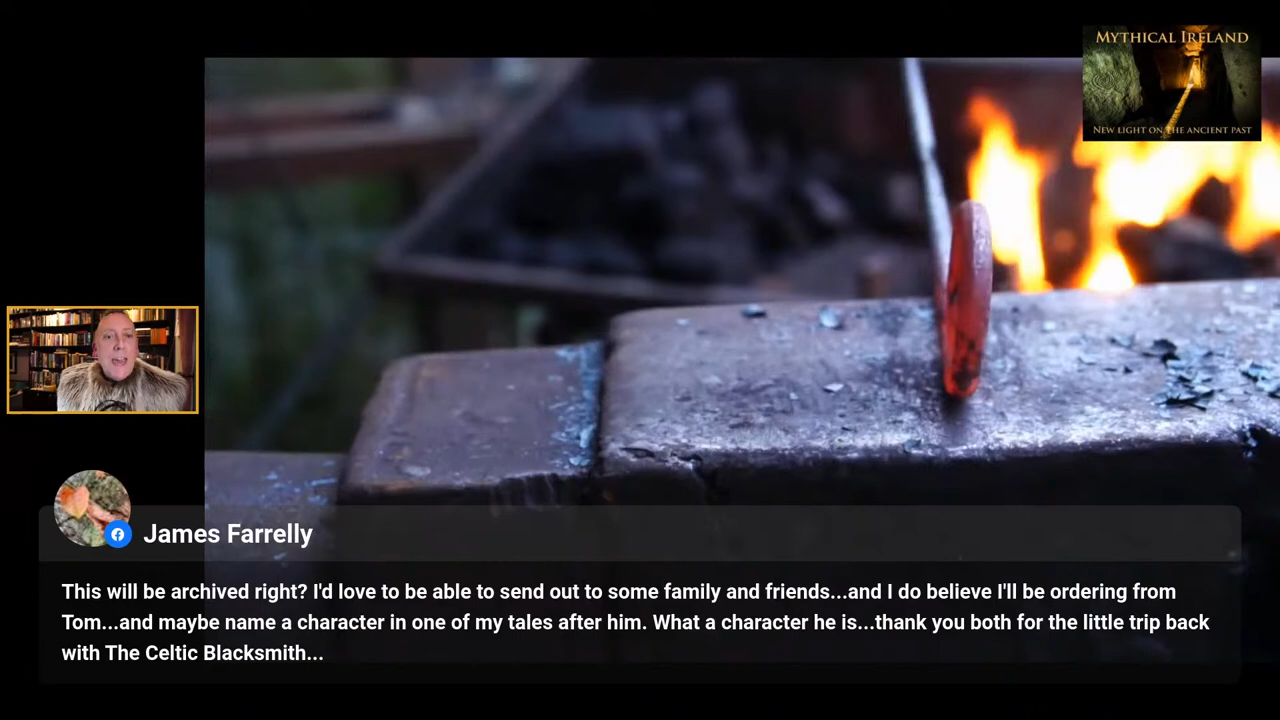 MYTHICAL IRELAND
NEW LIGHT ON THE ANCIENT PAST
James Farrelly
This will be archived right? I'd love to be able to send out to some family and friends...and I do believe I'll be ordering from
Tom...and maybe name a character in one of my tales after him. What a character he is...thank you both for the little trip back
with The Celtic Blacksmith...